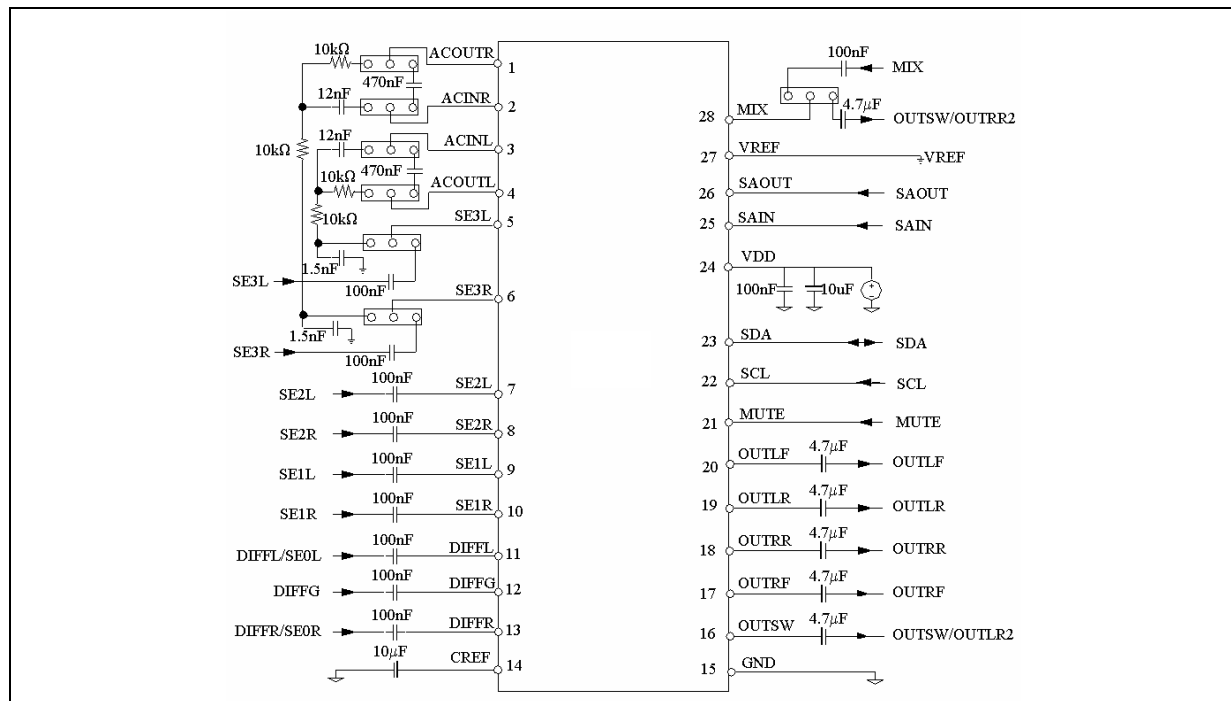 10kΩ
ACOUTR
1
470nF
12nF
ACINR
2
12nF
ACINL
3
10kΩ
470nF
10kΩ
ACOUTL
4
10kΩ
SE3L
5
1.5nF
SE3L
100nF
SE3R
6
1.5nF
SE3R
100nF
100nF
SE2L
SE2L
7
100nF
SE2R
SE2R
8
100nF
SE1L
SE1L
9
100nF
SE1R
SE1R
10
100nF
DIFFL/SE0L
DIFFL
11
100nF
DIFFG
DIFFG
12
100nF
DIFFR/SE0R
DIFFR
13
10μF
CREF
14
100nF
MIX
28
MIX
4.7μF
OUTSW/OUTRR2
27
VREF
VREF
26
SAOUT
SAOUT
25
SAIN
SAIN
24
VDD
100nF
10uF
23
SDA
SDA
22
SCL
SCL
21
MUTE
MUTE
20
OUTLF
4.7μF
OUTLF
19
OUTLR
4.7μF
OUTLR
18
OUTRR
4.7μF
OUTRR
17
OUTRF
4.7μF
OUTRF
16
OUTSW
4.7μF
OUTSW/OUTLR2
15
GND